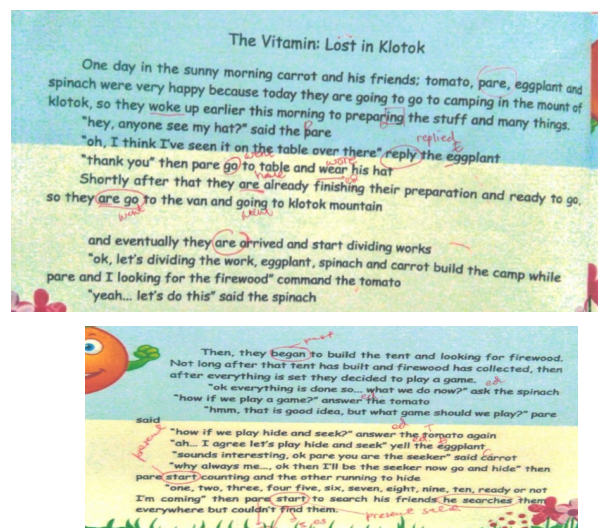 The Vitamin: Lost in Klotok
One day in the sunny morning carrot and his friends; tomato, pare, eggplant and
spinach were very happy because today they are going to go to camping in the mount of
klotok, so they woke up earlier this morning to preparing the stuff and many things.
"hey, anyone see my hat?" said the pare
replied
"oh, I think I've seen it on the table over there" reply the eggplant
went wore
"thank you" then pare go to table and wear his hat
have ed
Shortly after that they are already finishing their preparation and ready to go.
so they are go to the van and going to klotok mountain
went
and eventually they are arrived and start dividing works
"ok, let's dividing the work, eggplant, spinach and carrot build the camp while
pare and I looking for the firewood" command the tomato
"yeah... let's do this" said the spinach
Then, they began to build the tent and looking for firewood.
Not long after that tent has built and firewood has collected, then
after everything is set they decided to play a game.
ed
"ok everything is done so... what we do now?" ask the spinach
ed
"how if we play a game?" answer the tomato
"hmm, that is good idea, but what game should we play?" pare
said
ed T
"how if we play hide and seek?" answer the tomato again
ed
"ah... I agree let's play hide and seek" yell the eggplant
"sounds interesting, ok pare you are the seeker" said carrot
"why always me..., ok then I'll be the seeker now go and hide" then
pare start counting and the other running to hide
"one, two, three, four five, six, seven, eight, nine, ten, ready or not
I'm coming" then pare start to search his friends he searches them
everywhere but couldn't find them.